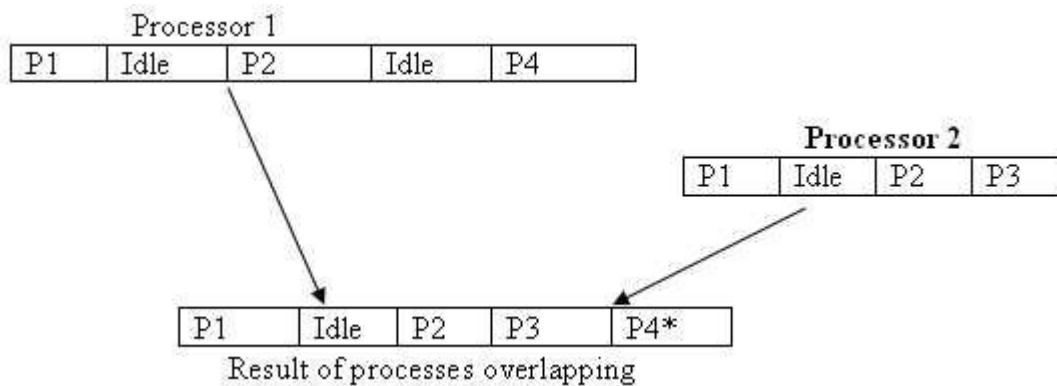 Processor 1
P1 Idle P2 Idle P4
Processor 2
P1 Idle P2 P3
P1 Idle P2 P3 P4*
Result of processes overlapping